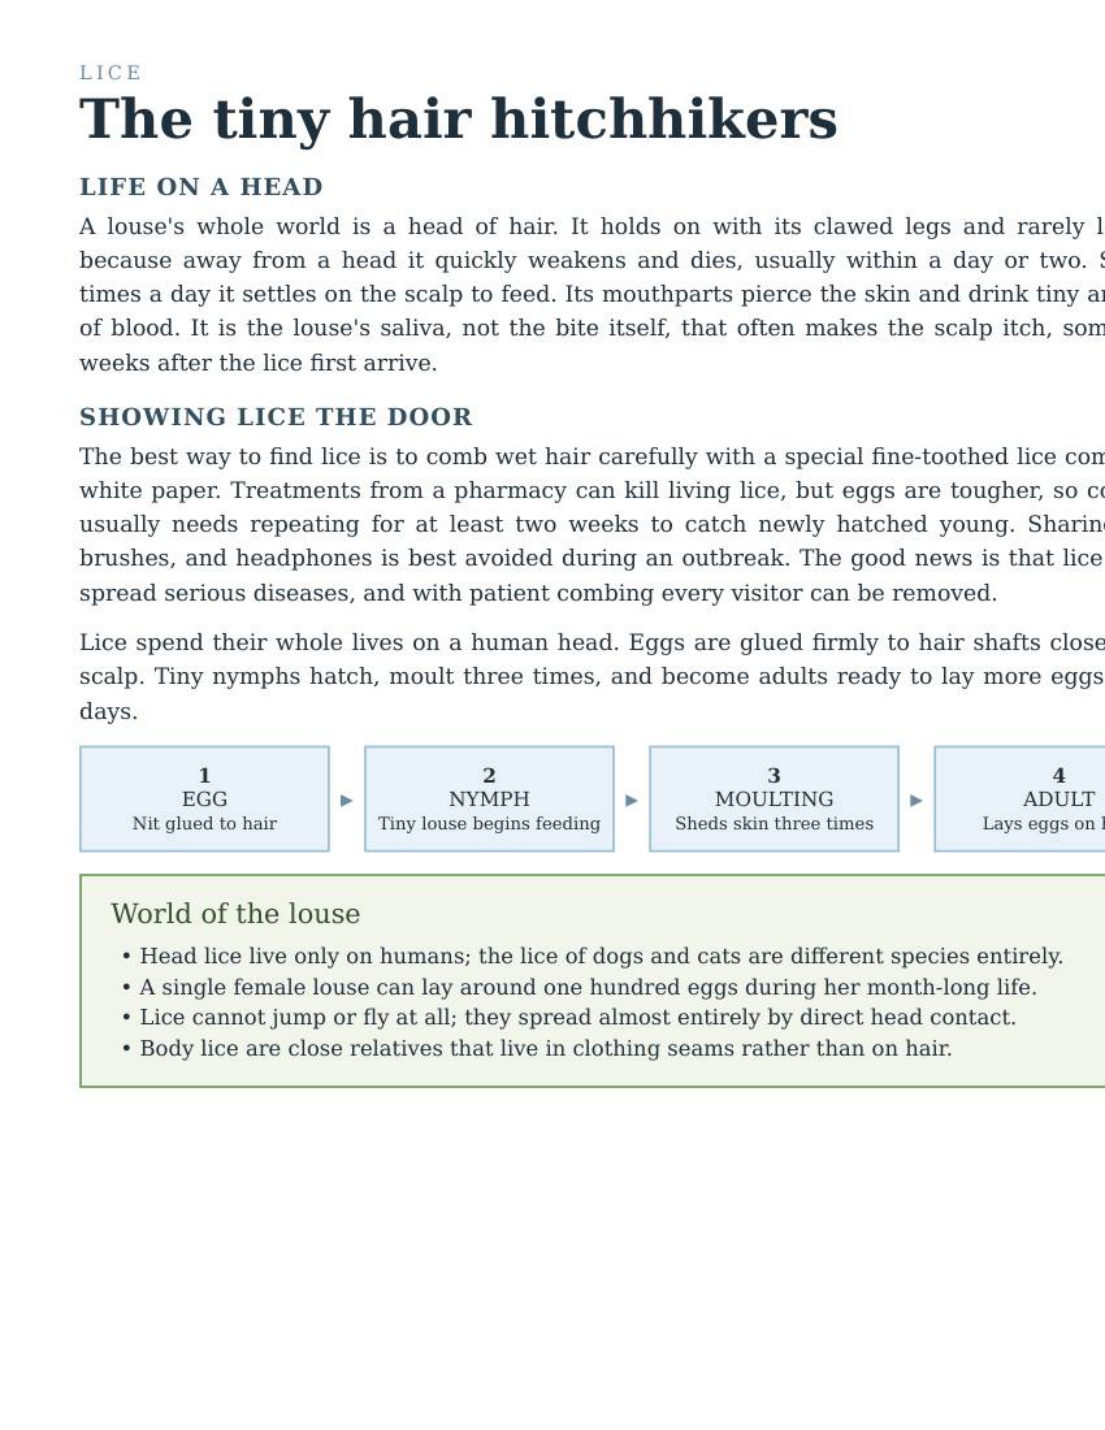 LICE
The tiny hair hitchhikers
LIFE ON A HEAD
A louse's whole world is a head of hair. It holds on with its clawed legs and rarely
because away from a head it quickly weakens and dies, usually within a day or two.
times a day it settles on the scalp to feed. Its mouthparts pierce the skin and drink tiny
of blood. It is the louse's saliva, not the bite itself, that often makes the scalp itch,
weeks after the lice first arrive.
SHOWING LICE THE DOOR
The best way to find lice is to comb wet hair carefully with a special fine-toothed lice
white paper. Treatments from a pharmacy can kill living lice, but eggs are tougher, so
usually needs repeating for at least two weeks to catch newly hatched young.
brushes, and headphones is best avoided during an outbreak. The good news is that lice
spread serious diseases, and with patient combing every visitor can be removed.
Lice spend their whole lives on a human head. Eggs are glued firmly to hair shafts close
scalp. Tiny nymphs hatch, moult three times, and become adults ready to lay more eggs
days.
1
EGG
Nit glued to hair
▶
2
NYMPH
Tiny louse begins feeding
▶
3
MOULTING
Sheds skin three times
▶
4
ADULT
Lays eggs on
World of the louse
• Head lice live only on humans; the lice of dogs and cats are different species entirely.
• A single female louse can lay around one hundred eggs during her month-long life.
• Lice cannot jump or fly at all; they spread almost entirely by direct head contact.
• Body lice are close relatives that live in clothing seams rather than on hair.